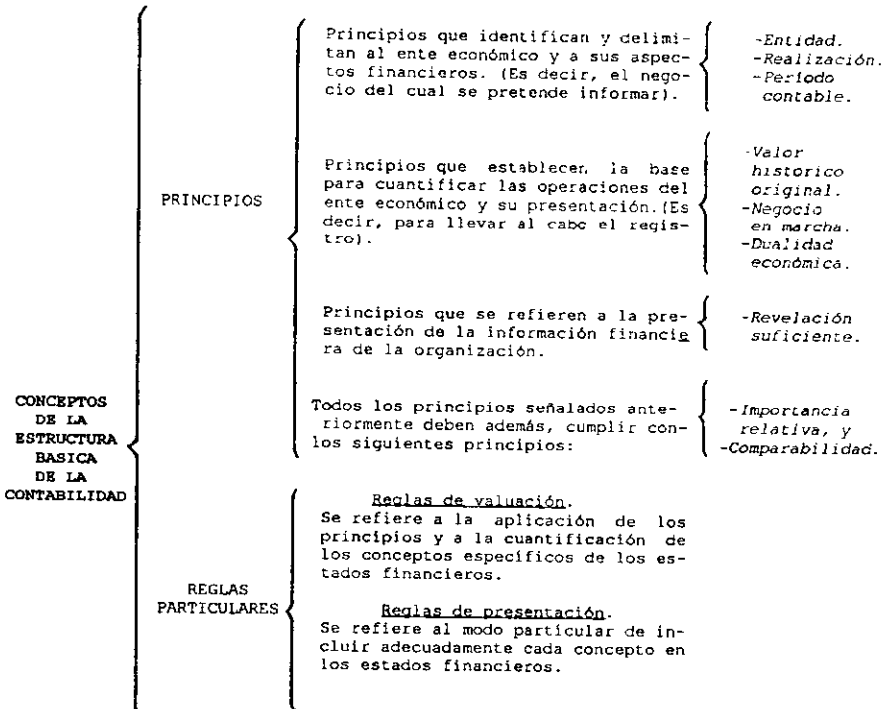 Principios que identifican y delimi-
tan al ente económico y a sus aspec-
tos financieros. (Es decir, el nego-
cio del cual se pretende informar).
-Entidad.
-Realización.
-Período
contable.
PRINCIPIOS
Principios que establecen la base
para cuantificar las operaciones del
ente económico y su presentación.(Es
decir, para llevar al cabo el regis-
tro).
-Valor
historico
original.
-Negocio
en marcha.
-Dualidad
económica.
Principios que se refieren a la pre-
sentación de la información financie
ra de la organización.
-Revelación
suficiente.
Todos los principios señalados ante-
riormente deben además, cumplir con-
los siguientes principios:
-Importancia
relativa, y
-Comparabilidad.
CONCEPTOS
DE LA
ESTRUCTURA
BASICA
DE LA
CONTABILIDAD
REGLAS
PARTICULARES
Reglas de valuación.
Se refiere a la aplicación de los
principios y a la cuantificación de
los conceptos especificos de los es-
tados financieros.
Reglas de presentación.
Se refiere al modo particular de in-
cluir adecuadamente cada concepto en
los estados financieros.